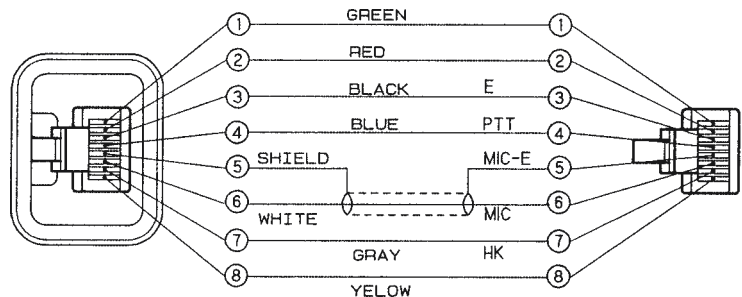 ① GREEN ①
② RED ②
③ BLACK E ③
④ BLUE PTT ④
⑤ SHIELD MIC-E ⑤
⑥ WHITE MIC ⑥
⑦ GRAY HK ⑦
⑧ YELOW ⑧